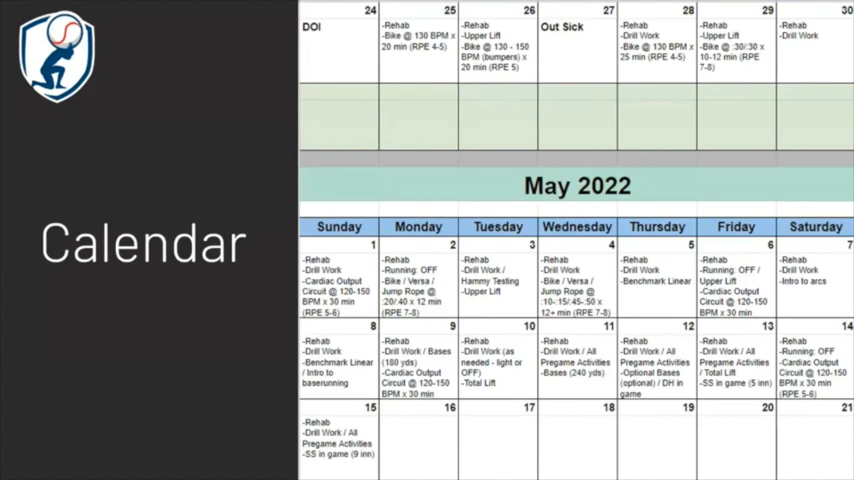 Calendar
24 25 26 27 28 29 30
DOI
-Rehab
-Bike @ 130 BPM x
20 min (RPE 4-5)
-Rehab
-Upper Lift
-Bike @ 130 - 150
BPM (bumpers) x
20 min (RPE 5)
Out Sick
-Rehab
-Drill Work
-Bike @ 130 BPM x
25 min (RPE 4-5)
-Rehab
-Upper Lift
-Bike @ :30/:30 x
10-12 min (RPE
7-8)
-Rehab
-Drill Work
May 2022
Sunday Monday Tuesday Wednesday Thursday Friday Saturday
1 2 3 4 5 6 7
-Rehab
-Drill Work
-Cardiac Output
Circuit @ 120-150
BPM x 30 min
(RPE 5-6)
-Rehab
-Running: OFF
-Bike / Versa /
Jump Rope @
:20/:40 x 12 min
(RPE 7-8)
-Rehab
-Drill Work /
Hammy Testing
-Upper Lift
-Rehab
-Drill Work
-Bike / Versa /
Jump Rope @
:10-:15/:45-:50 x
12+ min (RPE 7-8)
-Rehab
-Drill Work
-Benchmark Linear
-Rehab
-Running: OFF /
Upper Lift
-Cardiac Output
Circuit @ 120-150
BPM x 30 min
-Rehab
-Drill Work
-Intro to arcs
8 9 10 11 12 13 14
-Rehab
-Drill Work
-Benchmark Linear
/ Intro to
baserunning
-Rehab
-Drill Work / Bases
(180 yds)
-Cardiac Output
Circuit @ 120-150
BPM x 30 min
-Rehab
-Drill Work (as
needed - light or
OFF)
-Total Lift
-Rehab
-Drill Work / All
Pregame Activities
-Bases (240 yds)
-Rehab
-Drill Work / All
Pregame Activities
-Optional Bases
(optional) / DH in
game
-Rehab
-Drill Work / All
Pregame Activities
/ Total Lift
-SS in game (5 inn)
-Rehab
-Running: OFF
-Cardiac Output
Circuit @ 120-150
BPM x 30 min
(RPE 5-6)
15 16 17 18 19 20 21
-Rehab
-Drill Work / All
Pregame Activities
-SS in game (9 inn)